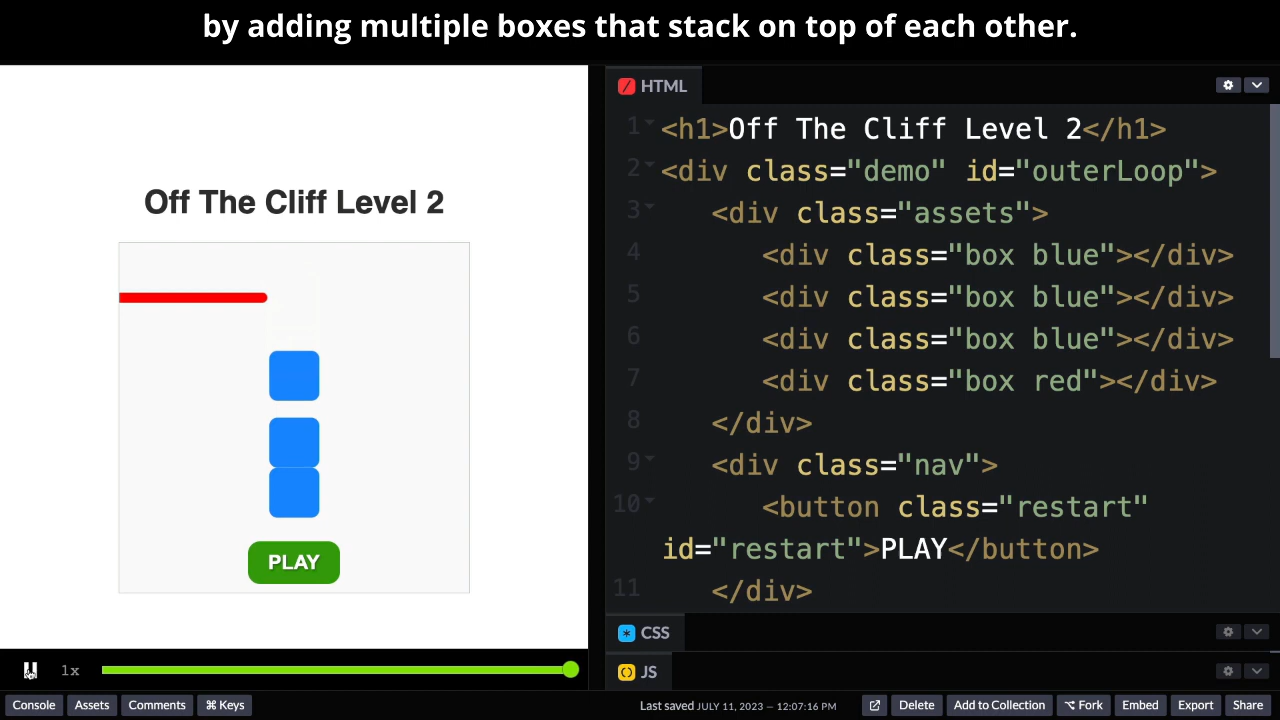 by adding multiple boxes that stack on top of each other.
HTML
Off The Cliff Level 2
PLAY
1 <h1>Off The Cliff Level 2</h1>
2 <div class="demo" id="outerLoop">
3 <div class="assets">
4 <div class="box blue"></div>
5 <div class="box blue"></div>
6 <div class="box blue"></div>
7 <div class="box red"></div>
8 </div>
9 <div class="nav">
10 <button class="restart"
id="restart">PLAY</button>
11 </div>
CSS
JS
1x
Console Assets Comments ⌘ Keys Last saved JULY 11, 2023 — 12:07:16 PM Delete Add to Collection ⌥ Fork Embed Export Share